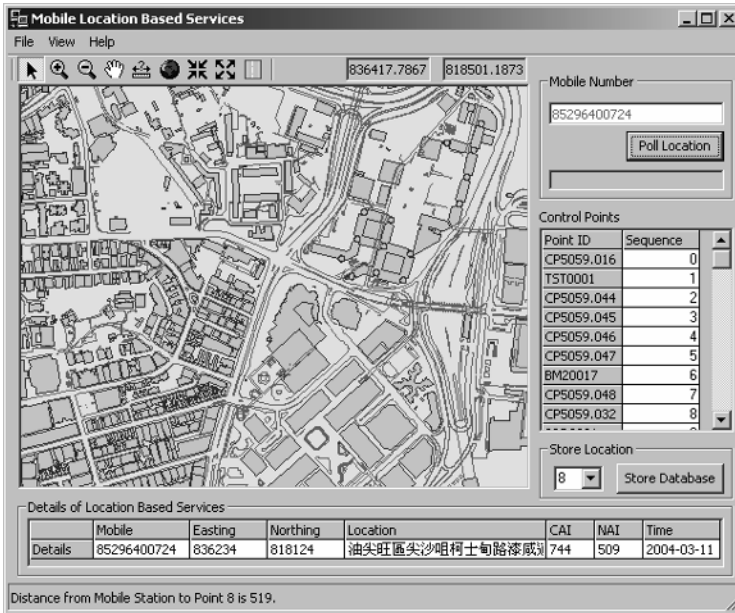 Mobile Location Based Services
File View Help
836417.7867 818501.1873
Mobile Number
85296400724
Poll Location
Control Points
Point ID Sequence
CP5059.016 0
TST0001 1
CP5059.044 2
CP5059.045 3
CP5059.046 4
CP5059.047 5
BM20017 6
CP5059.048 7
CP5059.032 8
Store Location
8 Store Database
Details of Location Based Services
Mobile Easting Northing Location CAI NAI Time
Details 85296400724 836234 818124 油尖旺區尖沙咀柯士甸路漆咸 744 509 2004-03-11
Distance from Mobile Station to Point 8 is 519.